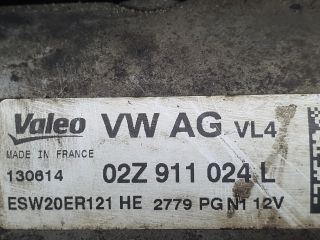 Valeo VW AG VL4
MADE IN FRANCE
130614 02Z 911 024 L
ESW20ER121 HE 2779 PG N1 12V